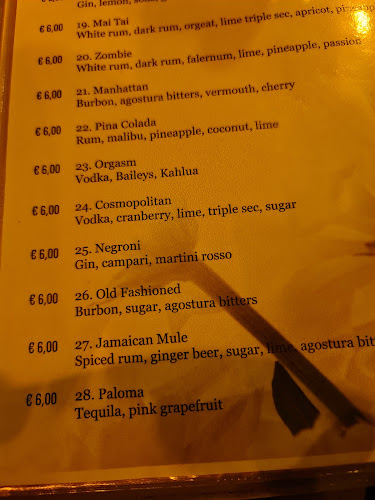 Gin, lemon,
€ 6,00 19. Mai Tai
White rum, dark rum, orgeat, lime triple sec, apricot, pineapp
€ 6,00 20. Zombie
White rum, dark rum, falernum, lime, pineapple, passion
€ 6,00 21. Manhattan
Burbon, agostura bitters, vermouth, cherry
€ 6,00 22. Pina Colada
Rum, malibu, pineapple, coconut, lime
€ 6,00 23. Orgasm
Vodka, Baileys, Kahlua
€ 6,00 24. Cosmopolitan
Vodka, cranberry, lime, triple sec, sugar
€ 6,00 25. Negroni
Gin, campari, martini rosso
€ 6,00 26. Old Fashioned
Burbon, sugar, agostura bitters
€ 6,00 27. Jamaican Mule
Spiced rum, ginger beer, sugar, lime, agostura bitt
€ 6,00 28. Paloma
Tequila, pink grapefruit